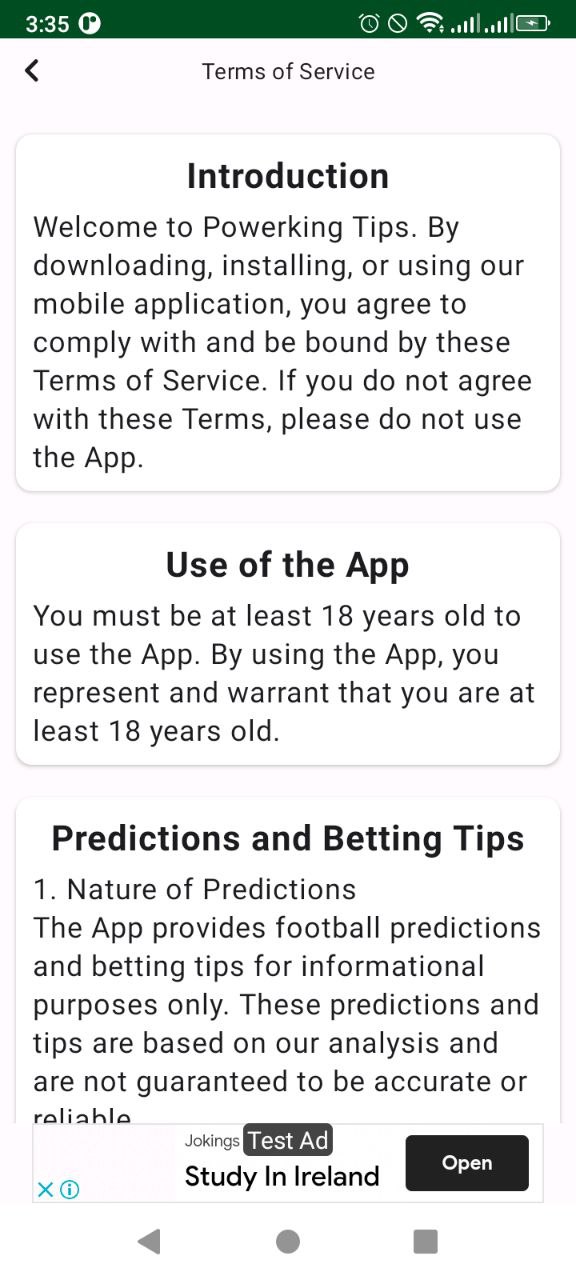 3:35
Terms of Service
Introduction
Welcome to Powerking Tips. By
downloading, installing, or using our
mobile application, you agree to
comply with and be bound by these
Terms of Service. If you do not agree
with these Terms, please do not use
the App.
Use of the App
You must be at least 18 years old to
use the App. By using the App, you
represent and warrant that you are at
least 18 years old.
Predictions and Betting Tips
1. Nature of Predictions
The App provides football predictions
and betting tips for informational
purposes only. These predictions and
tips are based on our analysis and
are not guaranteed to be accurate or
reliable
Jokings Test Ad
Study In Ireland
Open